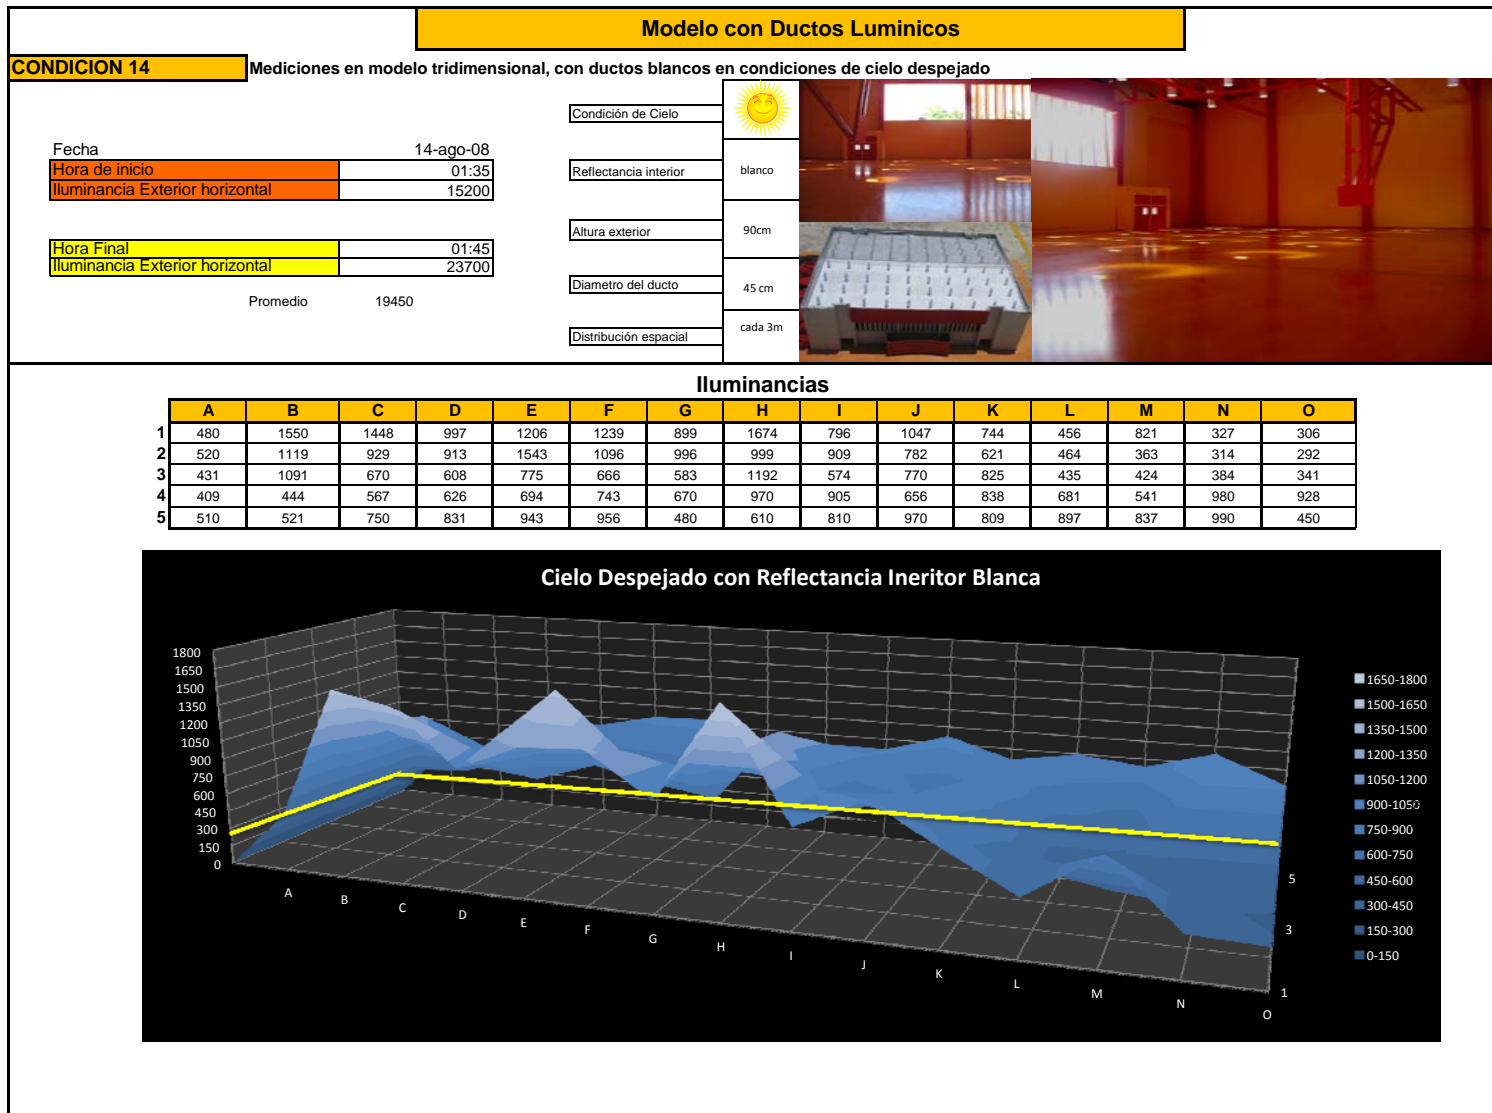 Modelo con Ductos Luminicos
CONDICION 14
Mediciones en modelo tridimensional, con ductos blancos en condiciones de cielo despejado
Condición de Cielo
Fecha 14-ago-08
Hora de inicio 01:35
Iluminancia Exterior horizontal 15200
Reflectancia interior blanco
Altura exterior 90cm
Hora Final 01:45
Iluminancia Exterior horizontal 23700
Diametro del ducto 45 cm
Promedio 19450
Distribución espacial cada 3m
Iluminancias
A B C D E F G H I J K L M N O
1 480 1550 1448 997 1206 1239 899 1674 796 1047 744 456 821 327 306
2 520 1119 929 913 1543 1096 996 999 909 782 621 464 363 314 292
3 431 1091 670 608 775 666 583 1192 574 770 825 435 424 384 341
4 409 444 567 626 694 743 670 970 905 656 838 681 541 980 928
5 510 521 750 831 943 956 480 610 810 970 809 897 837 990 450
Cielo Despejado con Reflectancia Ineritor Blanca
1800
1650
1500
1350
1200
1050
900
750
600
450
300
150
0
A B C D E F G H I J K L M N O
5
3
1
1650-1800
1500-1650
1350-1500
1200-1350
1050-1200
900-1050
750-900
600-750
450-600
300-450
150-300
0-150